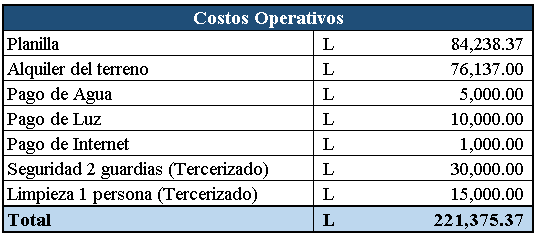 Costos Operativos
Planilla L 84,238.37
Alquiler del terreno L 76,137.00
Pago de Agua L 5,000.00
Pago de Luz L 10,000.00
Pago de Internet L 1,000.00
Seguridad 2 guardias (Tercerizado) L 30,000.00
Limpieza 1 persona (Tercerizado) L 15,000.00
Total L 221,375.37